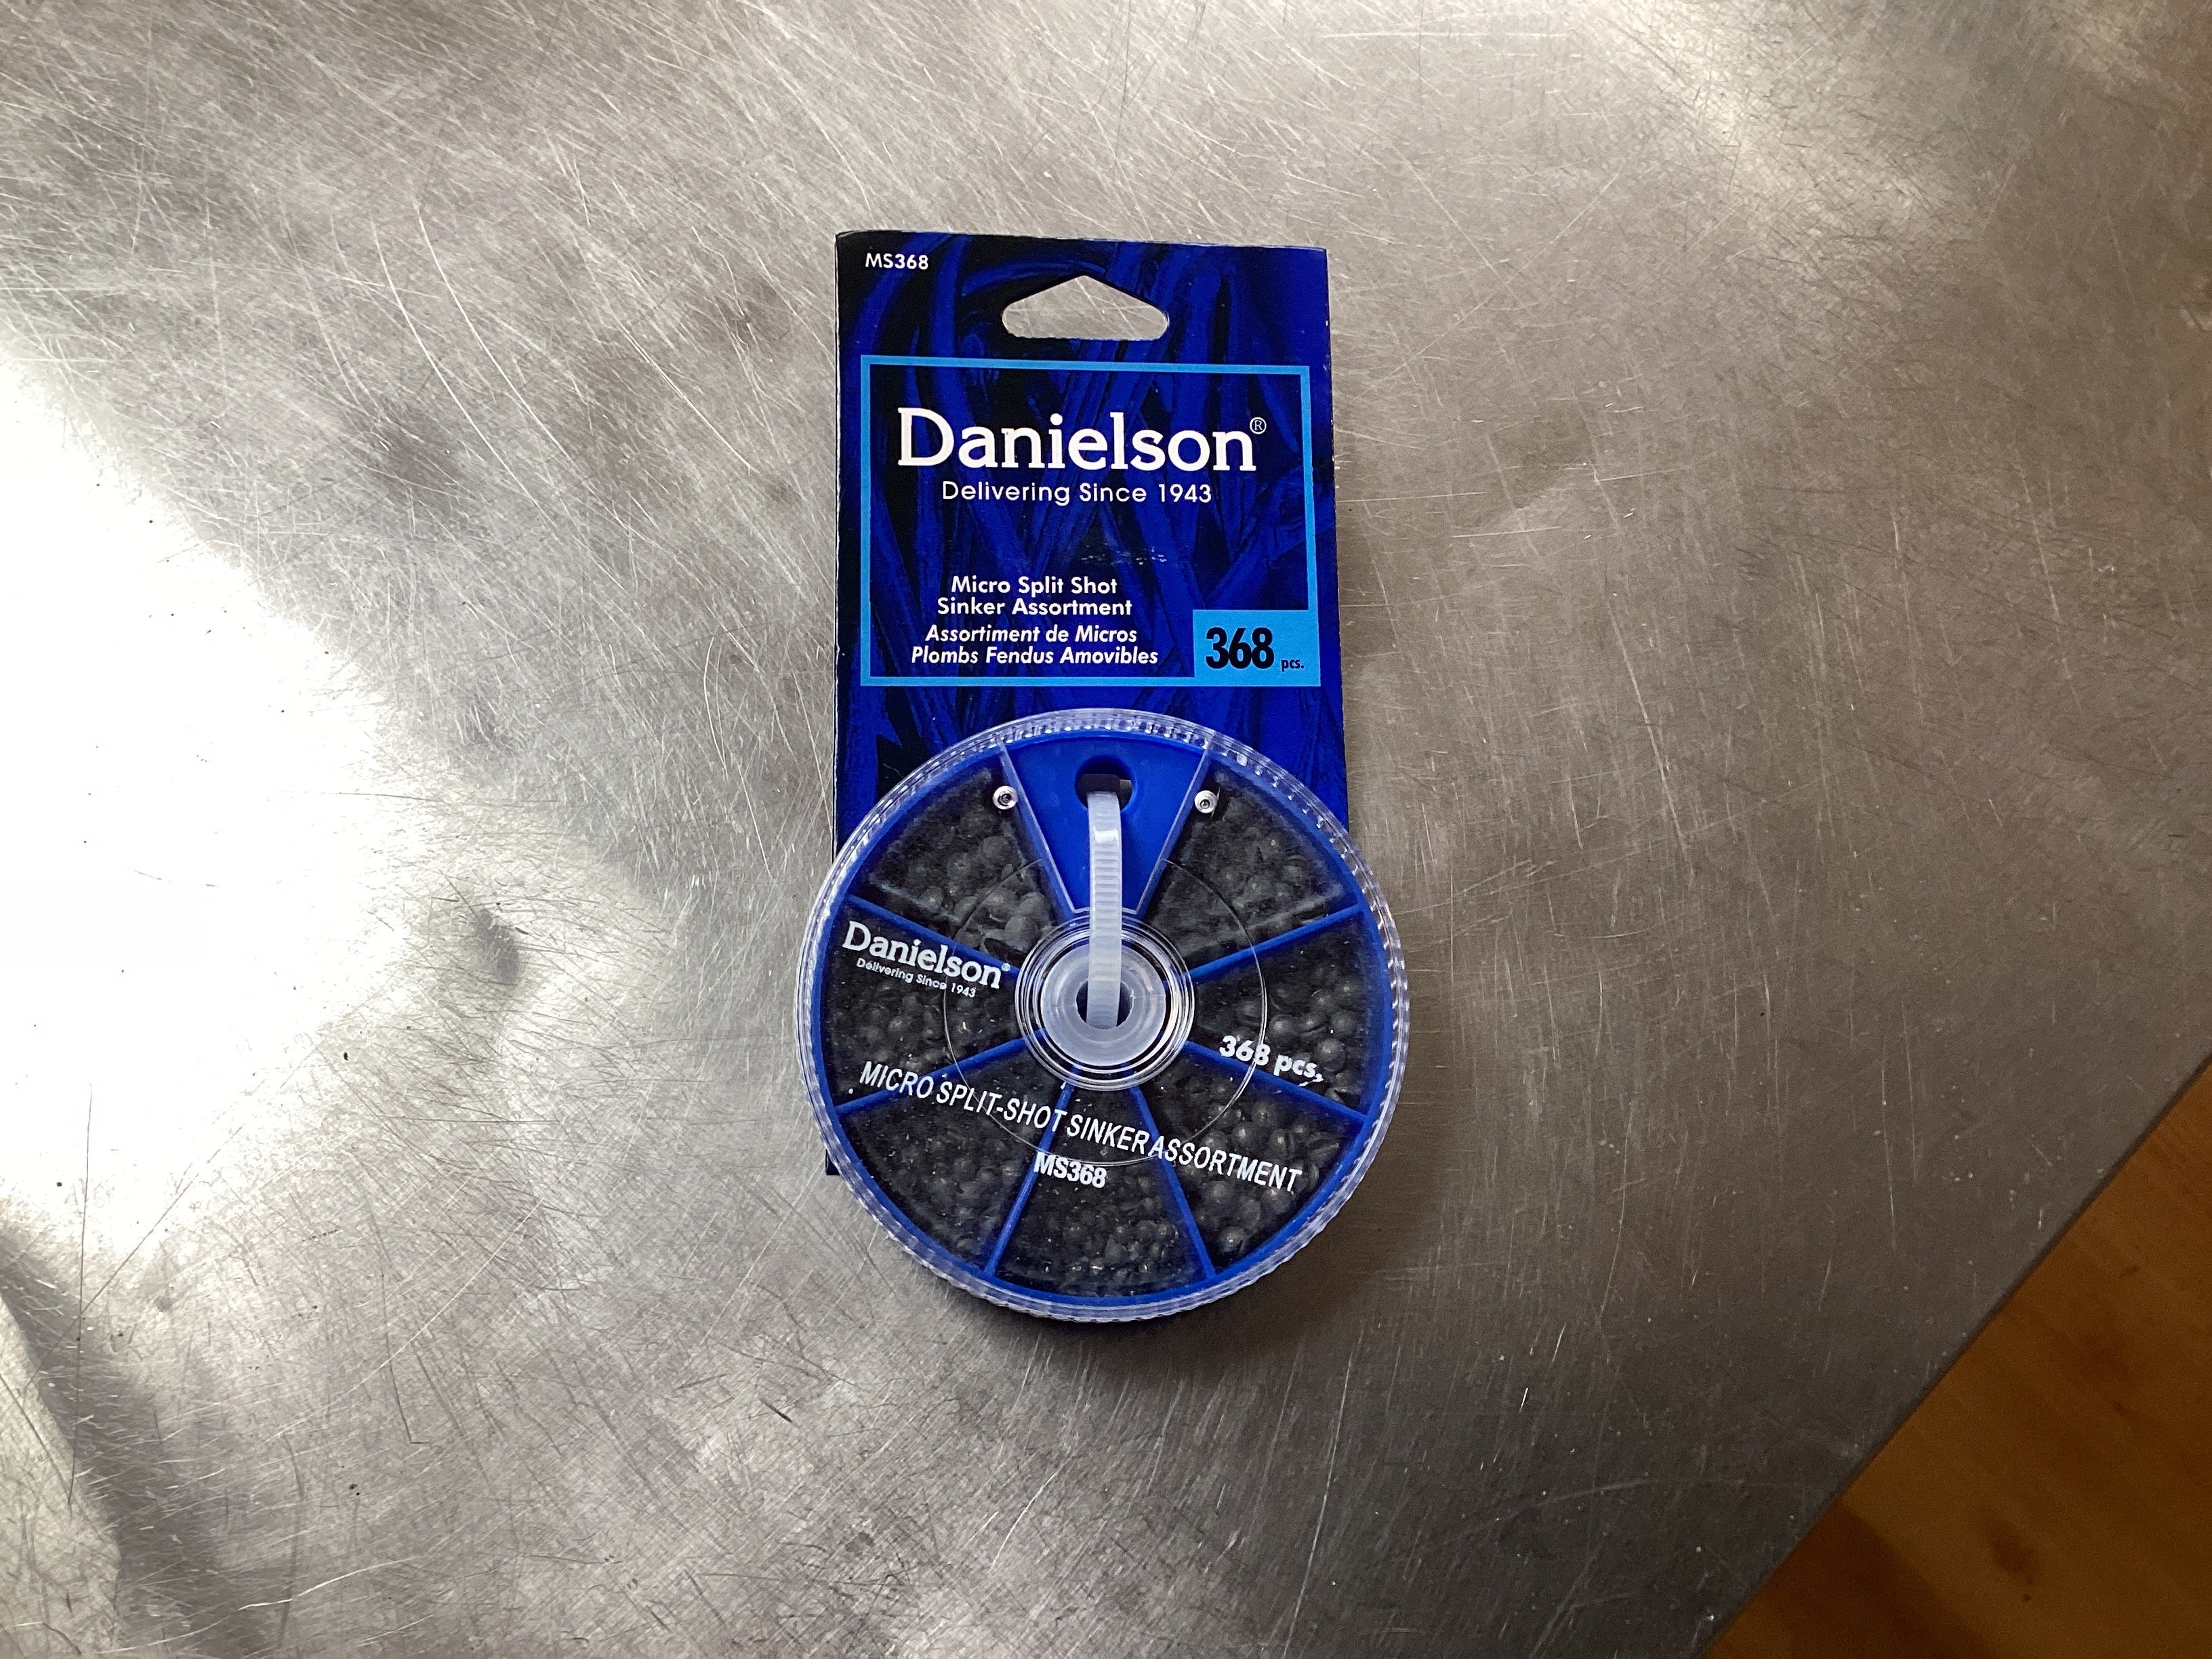 MS368
Danielson®
Delivering Since 1943
Micro Split Shot
Sinker Assortment
Assortiment de Micros
Plombs Fendus Amovibles
368 pcs.
Danielson®
Delivering Since 1943
368 pcs.
MICRO SPLIT-SHOT SINKER ASSORTMENT
MS368